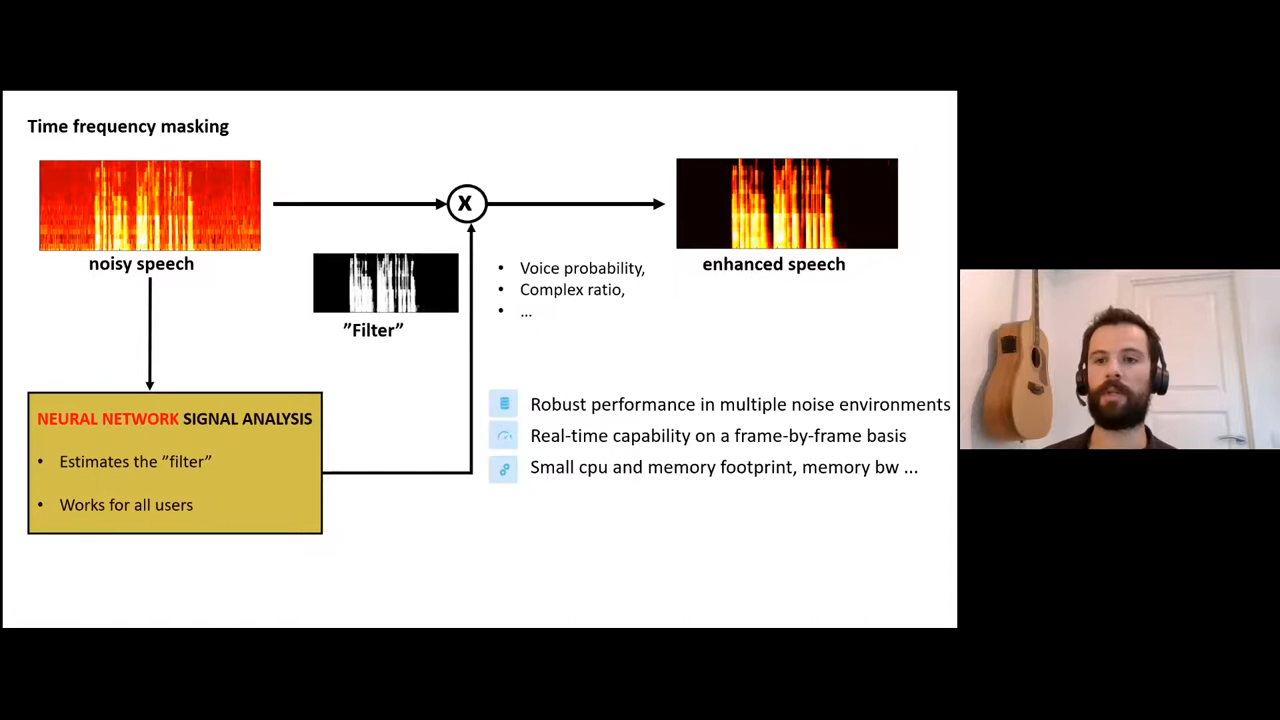 Time frequency masking
X
noisy speech
"Filter"
• Voice probability,
• Complex ratio,
• ...
enhanced speech
NEURAL NETWORK SIGNAL ANALYSIS
• Estimates the "filter"
• Works for all users
Robust performance in multiple noise environments
Real-time capability on a frame-by-frame basis
Small cpu and memory footprint, memory bw ...